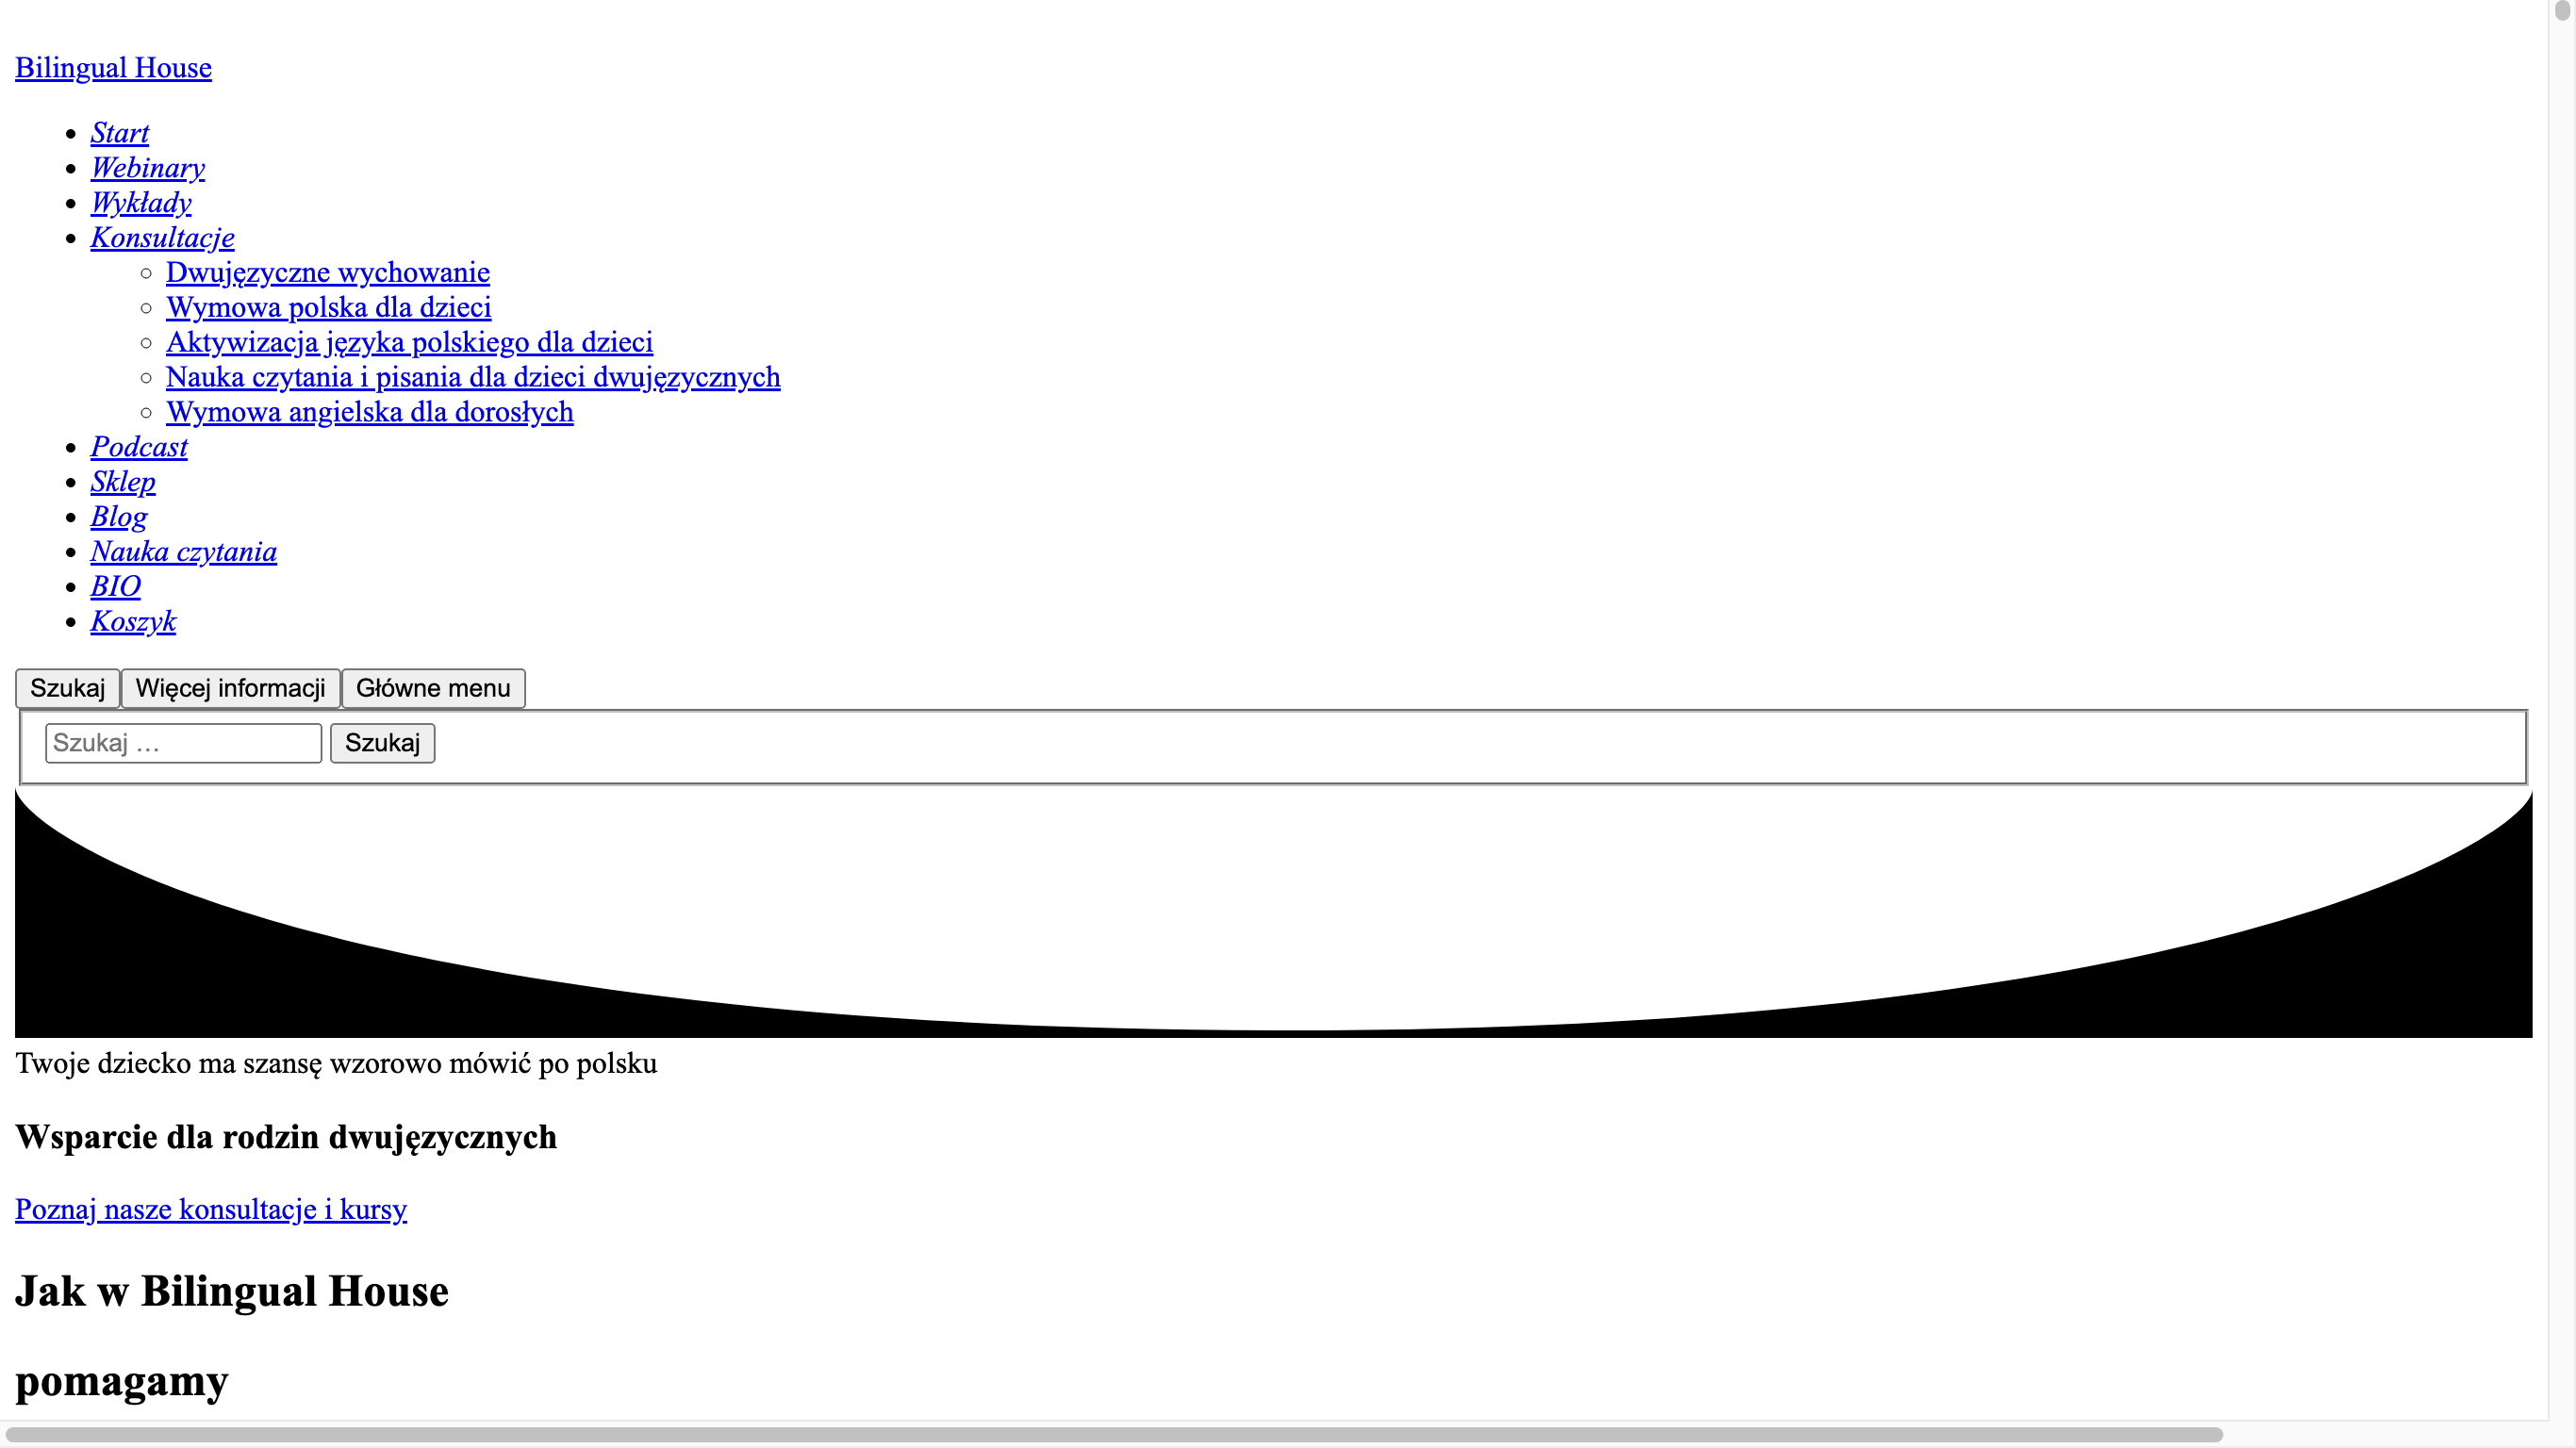 Bilingual House
Start
Webinary
Wykłady
Konsultacje
Dwujęzyczne wychowanie
Wymowa polska dla dzieci
Aktywizacja języka polskiego dla dzieci
Nauka czytania i pisania dla dzieci dwujęzycznych
Wymowa angielska dla dorosłych
Podcast
Sklep
Blog
Nauka czytania
BIO
Koszyk
Szukaj Więcej informacji Główne menu
Szukaj … Szukaj
Twoje dziecko ma szansę wzorowo mówić po polsku
Wsparcie dla rodzin dwujęzycznych
Poznaj nasze konsultacje i kursy
Jak w Bilingual House
pomagamy